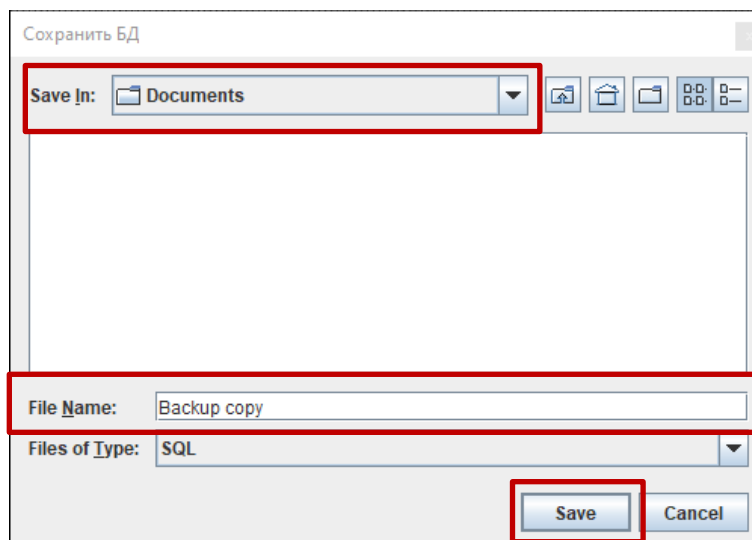 Сохранить БД
Save In: Documents
File Name: Backup copy
Files of Type: SQL
Save Cancel